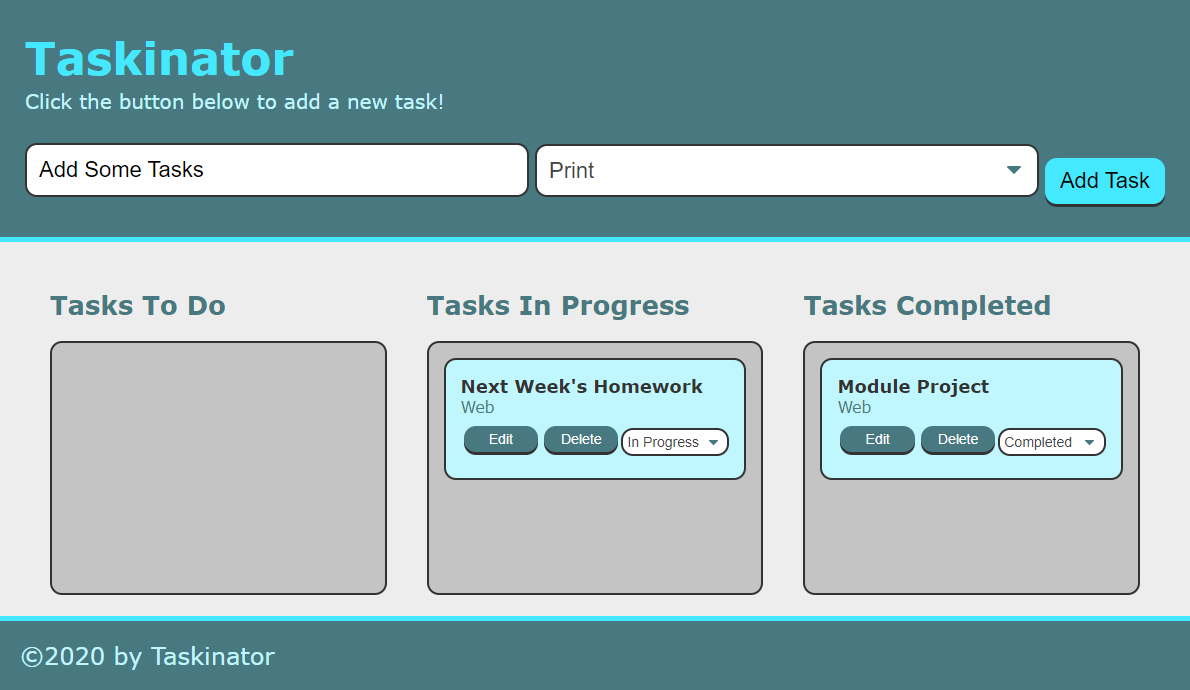 Taskinator
Click the button below to add a new task!
Add Some Tasks
Print
Add Task
Tasks To Do
Tasks In Progress
Next Week's Homework
Web
Edit
Delete
In Progress
Tasks Completed
Module Project
Web
Edit
Delete
Completed
©2020 by Taskinator